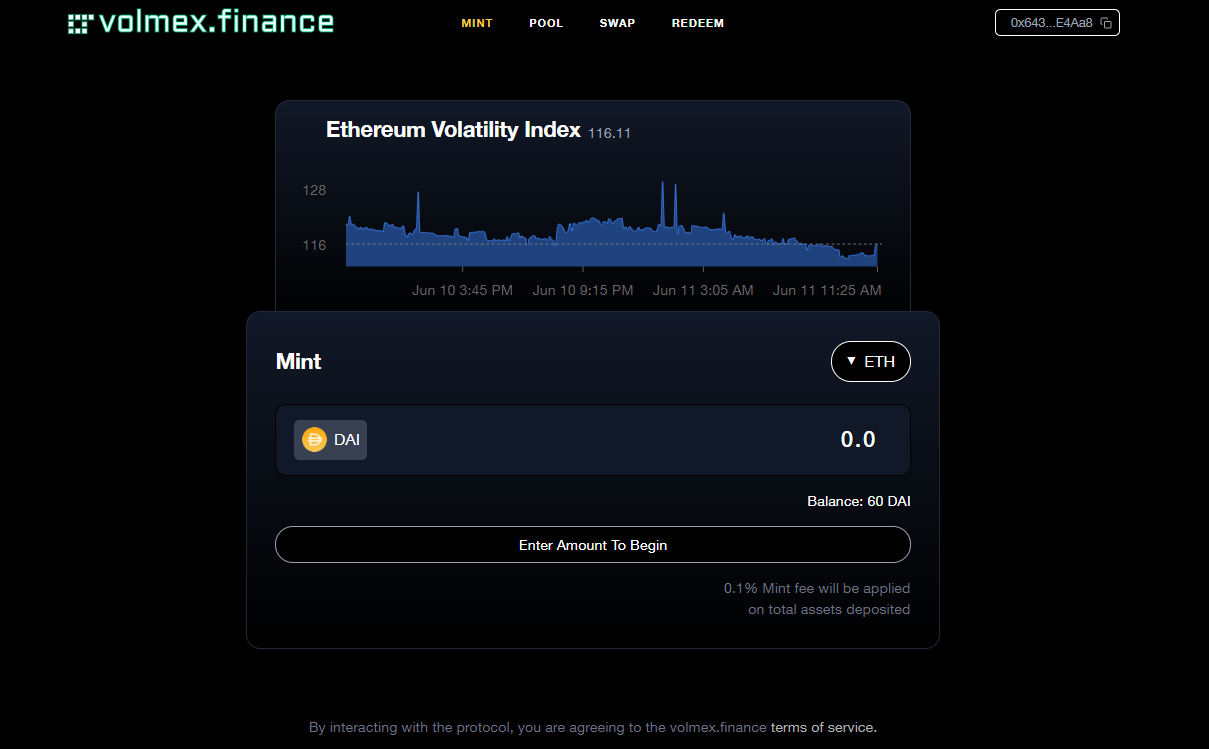 volmex.finance
MINT POOL SWAP REDEEM
0x643...E4Aa8
Ethereum Volatility Index 116.11
128
116
Jun 10 3:45 PM Jun 10 9:15 PM Jun 11 3:05 AM Jun 11 11:25 AM
Mint
▼ ETH
DAI
0.0
Balance: 60 DAI
Enter Amount To Begin
0.1% Mint fee will be applied
on total assets deposited
By interacting with the protocol, you are agreeing to the volmex.finance terms of service.